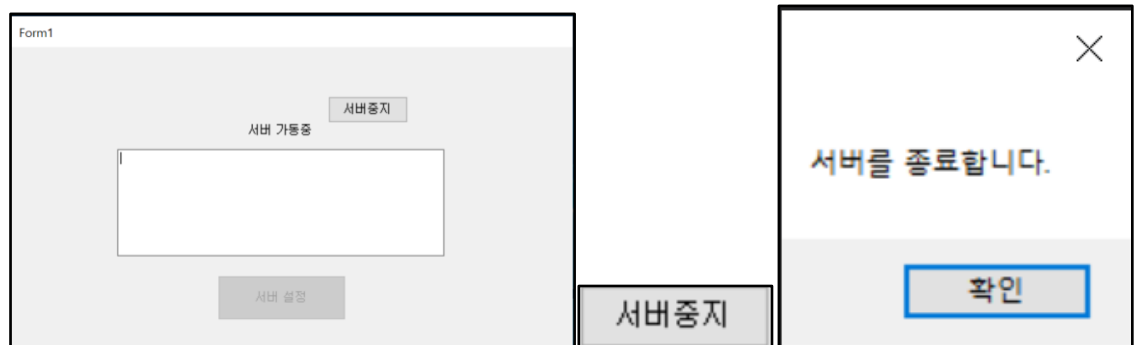 Form1
서버중지
서버 가동중
서버 설정
서버중지
서버를 종료합니다.
확인